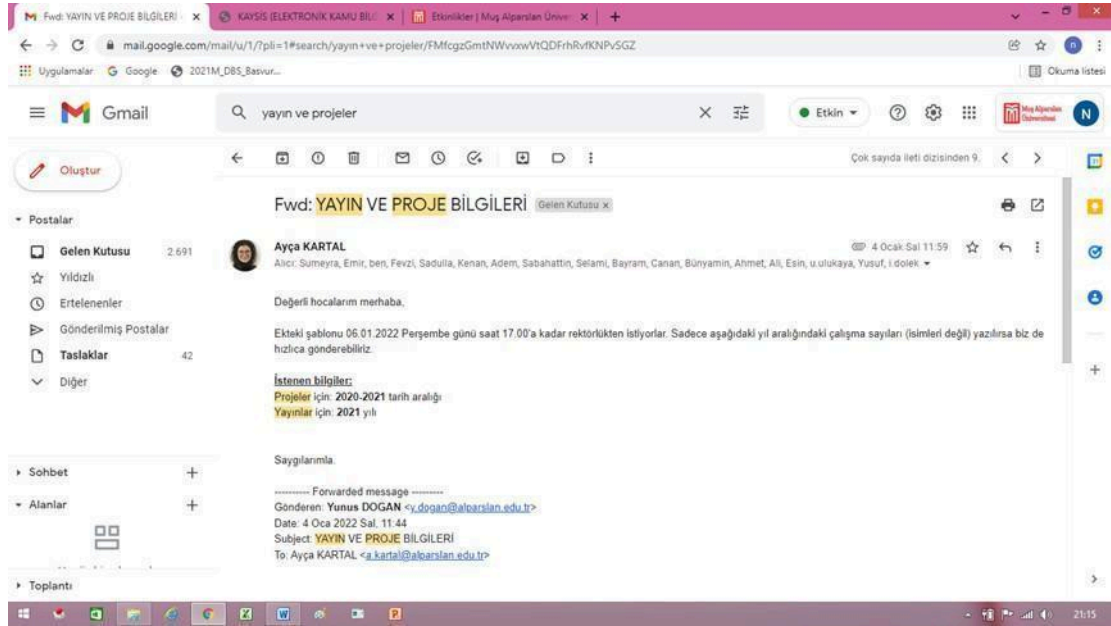 Fwd: YAYIN VE PROJE BİLGİLERİ -
KAYSİS (ELEKTRONİK KAMU BİLG
Etkinlikler | Muş Alparslan Üniver
mail.google.com/mail/u/1/?pli=1#search/yayın+ve+projeler/FMfcgzGmtNWvvxwVtQDFrhRvfKNPvSGZ
Uygulamalar
Google
2021M_DBS_Basvur...
Okuma listesi
Gmail
yayın ve projeler
Etkin
Muş Alparslan Üniversitesi
N
Oluştur
Çok sayıda ileti dizisinden 9.
Fwd: YAYIN VE PROJE BİLGİLERİ
Gelen Kutusu x
Postalar
Gelen Kutusu 2.691
Yıldızlı
Ertelenenler
Gönderilmiş Postalar
Taslaklar 42
Diğer
Ayça KARTAL
4 Ocak Sal 11:59
Alıcı: Sumeyra, Emir, ben, Fevzi, Sadulla, Kenan, Adem, Sabahattin, Selami, Bayram, Canan, Bünyamin, Ahmet, Ali, Esin, u.ulukaya, Yusuf, i.dolek
Değerli hocalarım merhaba,
Ekteki şablonu 06.01.2022 Perşembe günü saat 17.00'a kadar rektörlükten istiyorlar. Sadece aşağıdaki yıl aralığındaki çalışma sayıları (isimleri değil) yazılırsa biz de
hızlıca gönderebiliriz.
İstenen bilgiler:
Projeler için: 2020-2021 tarih aralığı
Yayınlar için: 2021 yılı
Saygılarımla.
---------- Forwarded message ---------
Gönderen: Yunus DOGAN <y.dogan@alparslan.edu.tr>
Date: 4 Oca 2022 Sal, 11:44
Subject: YAYIN VE PROJE BİLGİLERİ
To: Ayça KARTAL <a.kartal@alparslan.edu.tr>
Sohbet
Alanlar
Toplantı
21:15